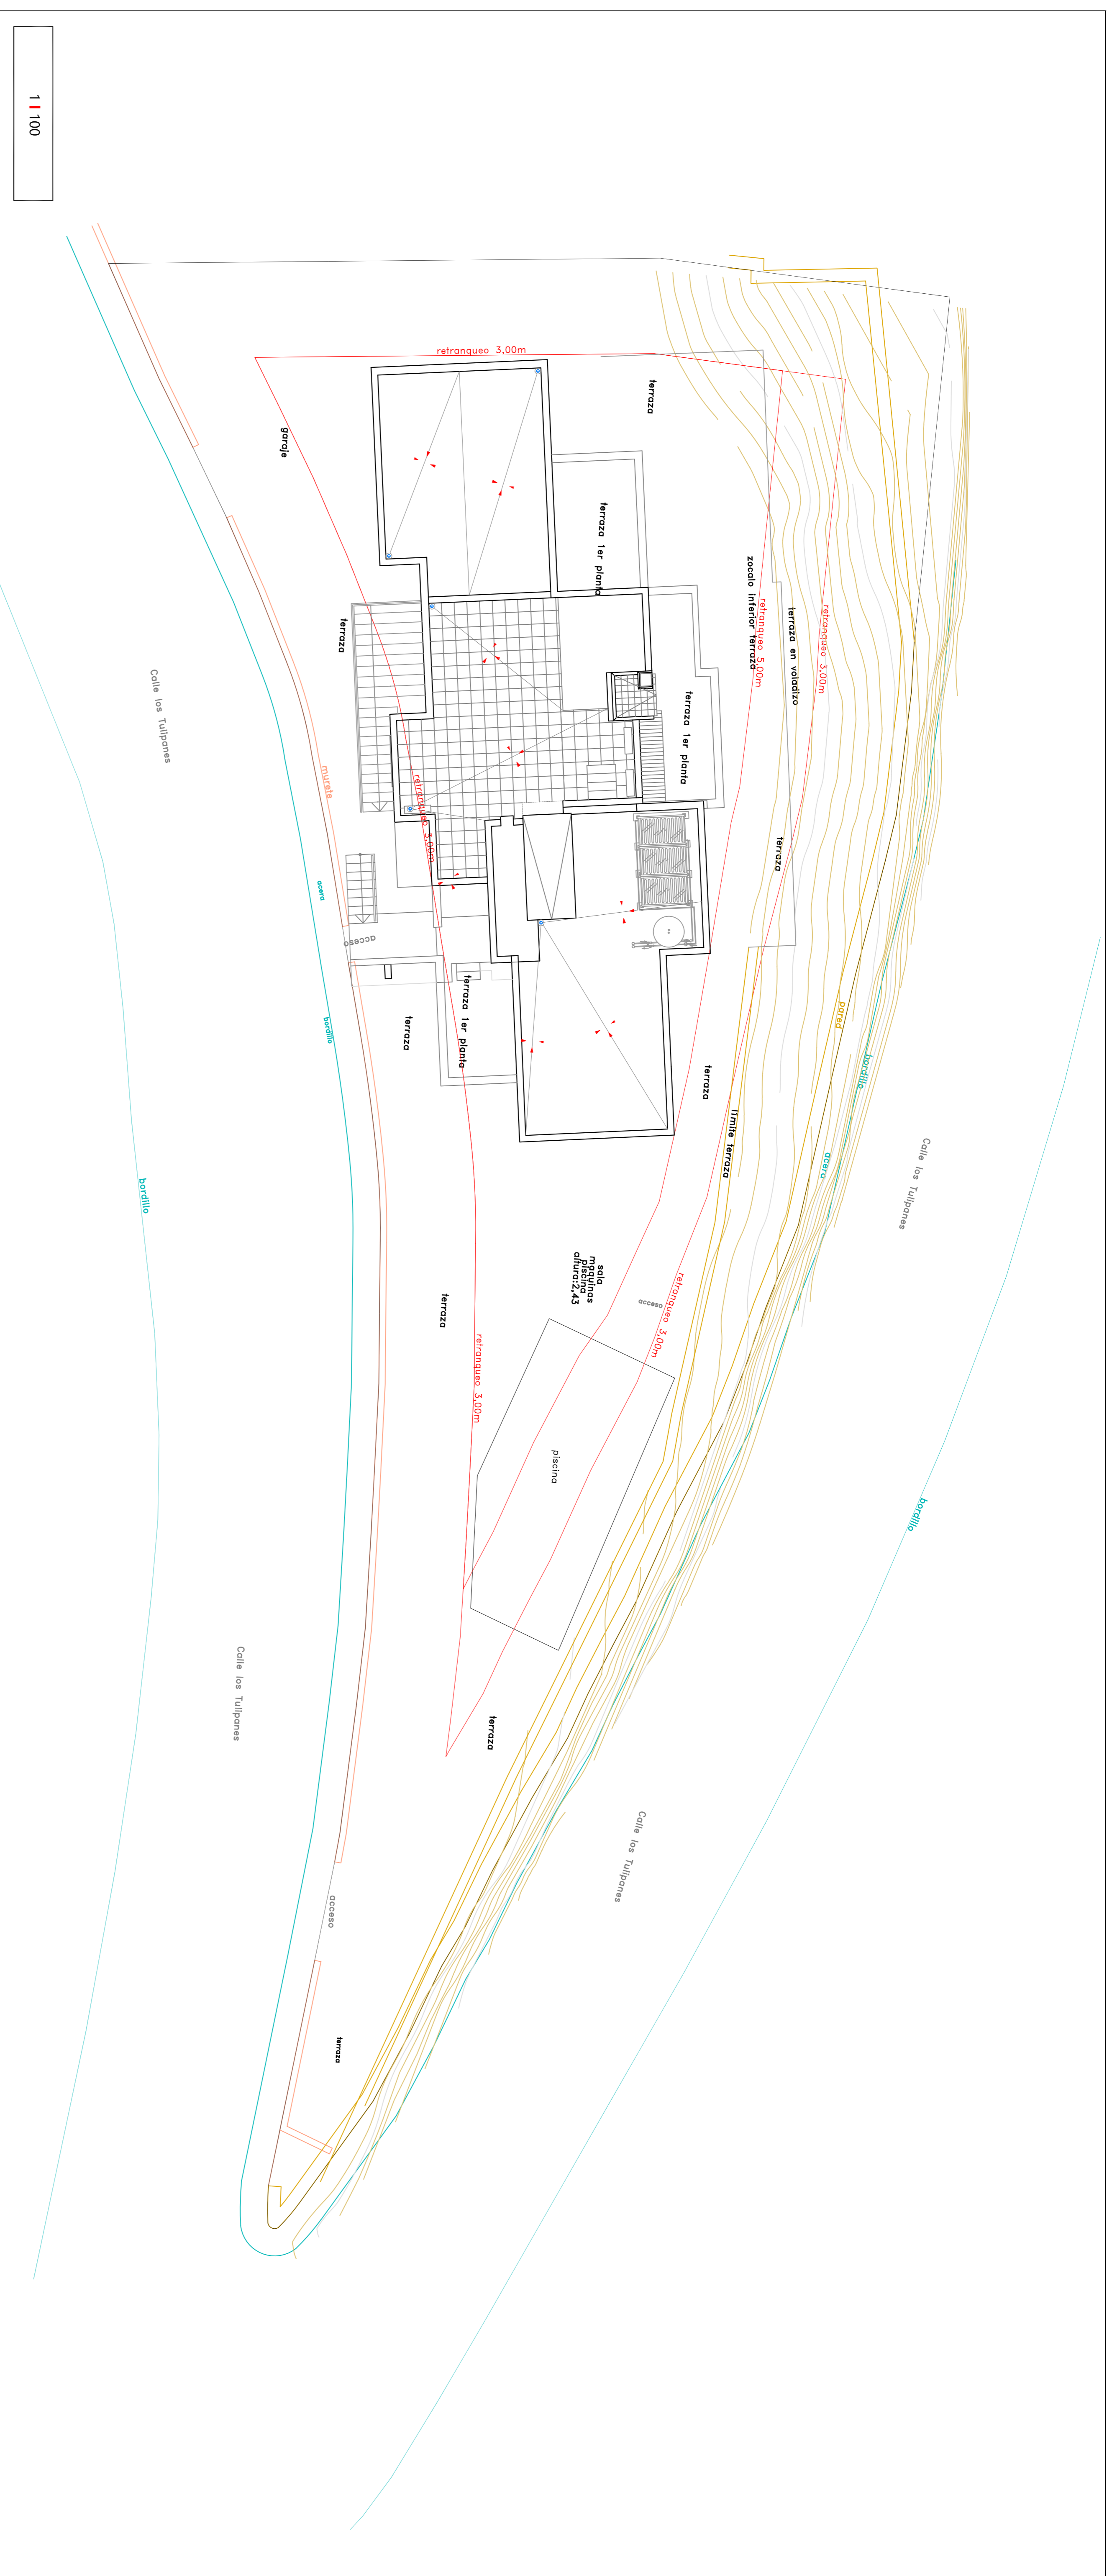 1 100
retranqueo 3,00m
terraza
garaje
terraza 1er planta
zocalo inferior terraza
retranqueo 5,00m
terraza en voladizo
retranqueo 3,00m
terraza
Calle los Tulipanes
terraza 1er planta
murete
retranqueo 3,00m
terraza
acera
acceso
terraza 1er planta
terraza
bordillo
pared
bordillo
terraza
límite terraza
acera
Calle los Tulipanes
bordillo
sala
maquinas
piscina
altura:2,43
acceso
retranqueo 3,00m
terraza
retranqueo 3,00m
piscina
bordillo
Calle los Tulipanes
terraza
Calle los Tulipanes
acceso
terraza